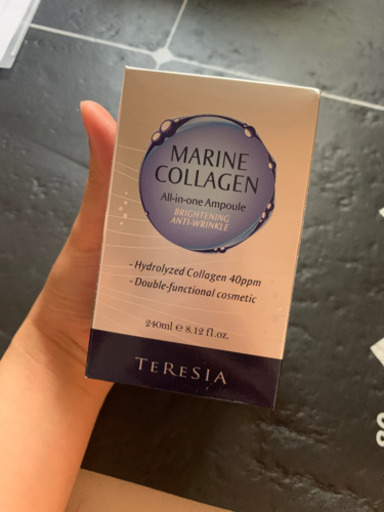 MARINE
COLLAGEN
All-in-one Ampoule
BRIGHTENING
ANTI-WRINKLE
- Hydrolyzed Collagen 40ppm
- Double-functional cosmetic
240ml e 8.12 fl.oz.
TERESIA